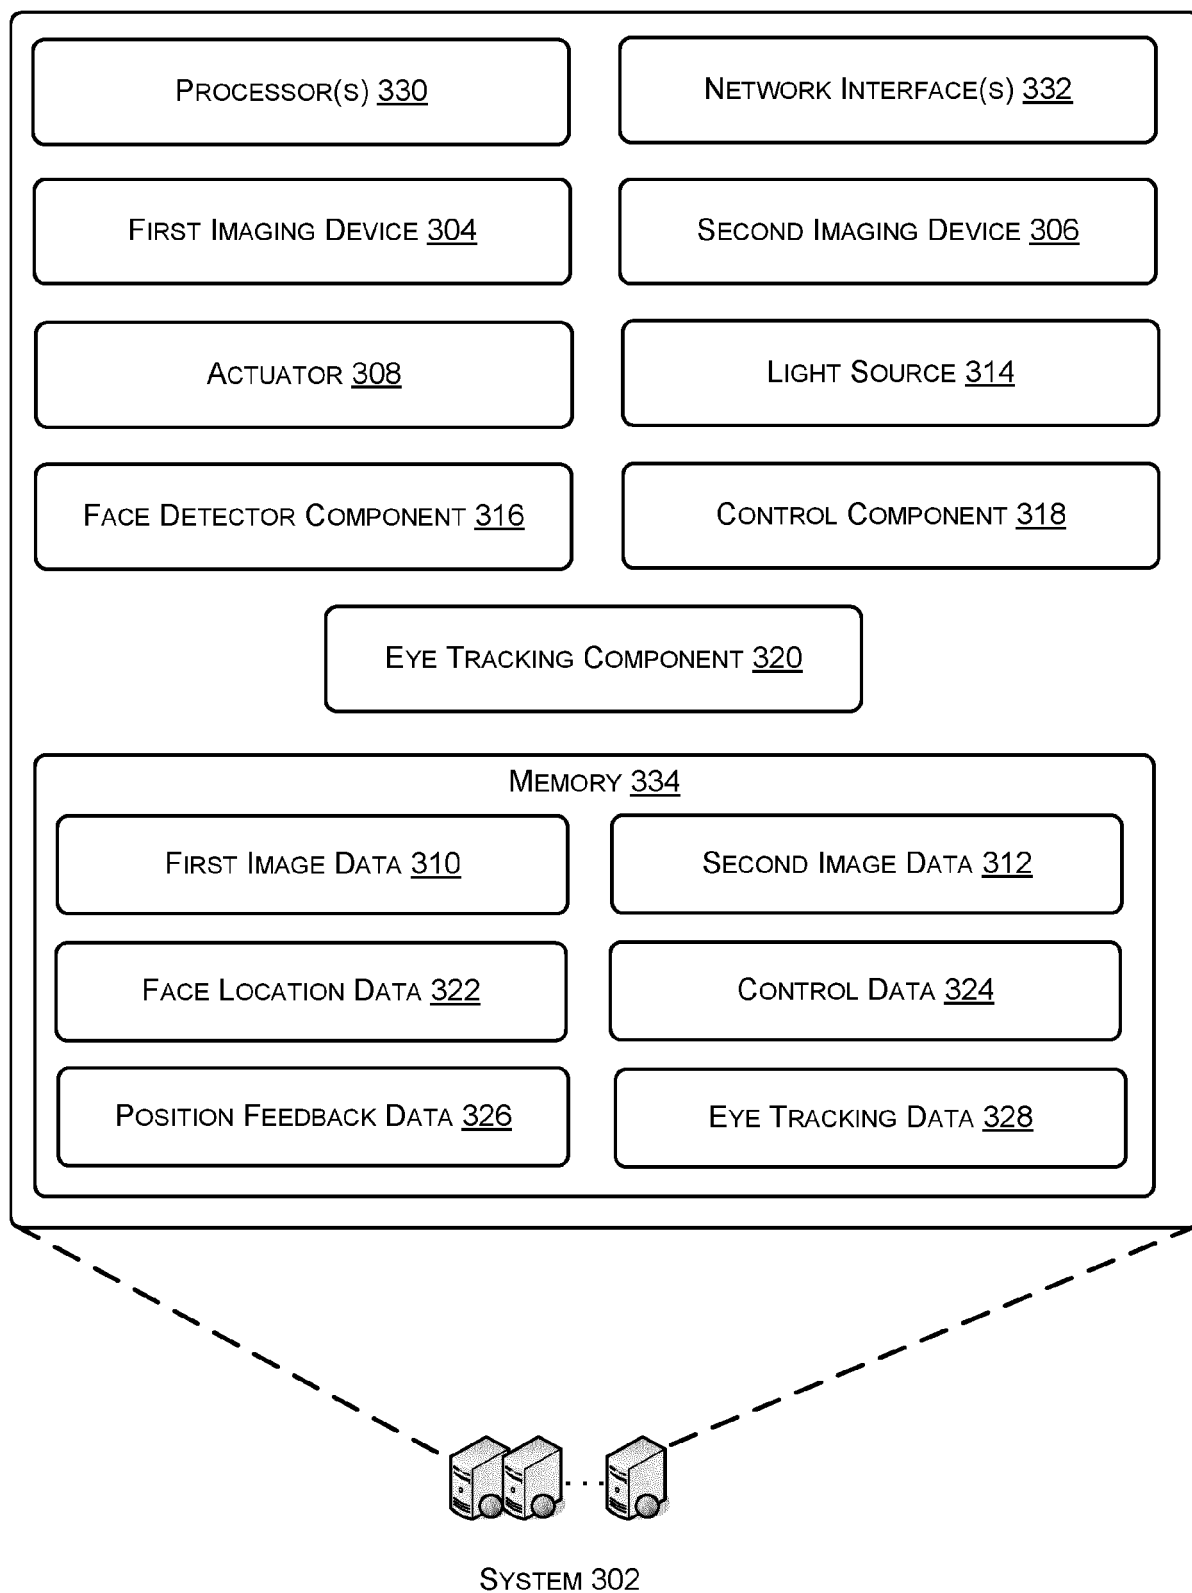 PROCESSOR(S) 330
NETWORK INTERFACE(S) 332
FIRST IMAGING DEVICE 304
SECOND IMAGING DEVICE 306
ACTUATOR 308
LIGHT SOURCE 314
FACE DETECTOR COMPONENT 316
CONTROL COMPONENT 318
EYE TRACKING COMPONENT 320
MEMORY 334
FIRST IMAGE DATA 310
SECOND IMAGE DATA 312
FACE LOCATION DATA 322
CONTROL DATA 324
POSITION FEEDBACK DATA 326
EYE TRACKING DATA 328
SYSTEM 302